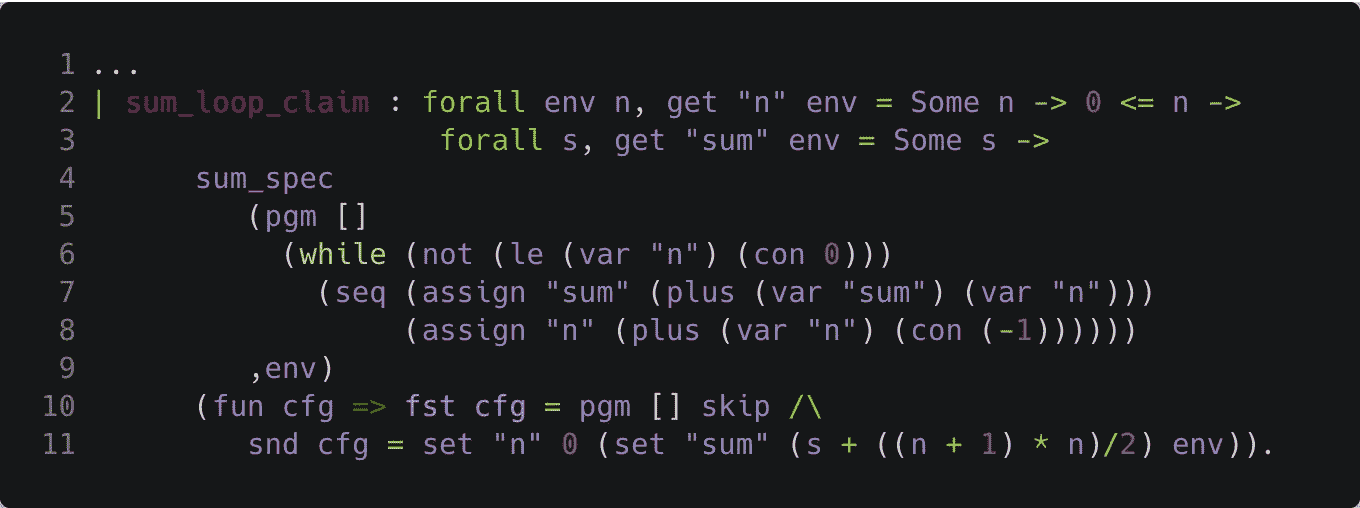 1 ...
2 | sum_loop_claim : forall env n, get "n" env = Some n -> 0 <= n ->
3                     forall s, get "sum" env = Some s ->
4       sum_spec
5          (pgm []
6            (while (not (le (var "n") (con 0)))
7              (seq (assign "sum" (plus (var "sum") (var "n")))
8                   (assign "n" (plus (var "n") (con (-1))))))
9          ,env)
10       (fun cfg => fst cfg = pgm [] skip /\
11          snd cfg = set "n" 0 (set "sum" (s + ((n + 1) * n)/2) env)).